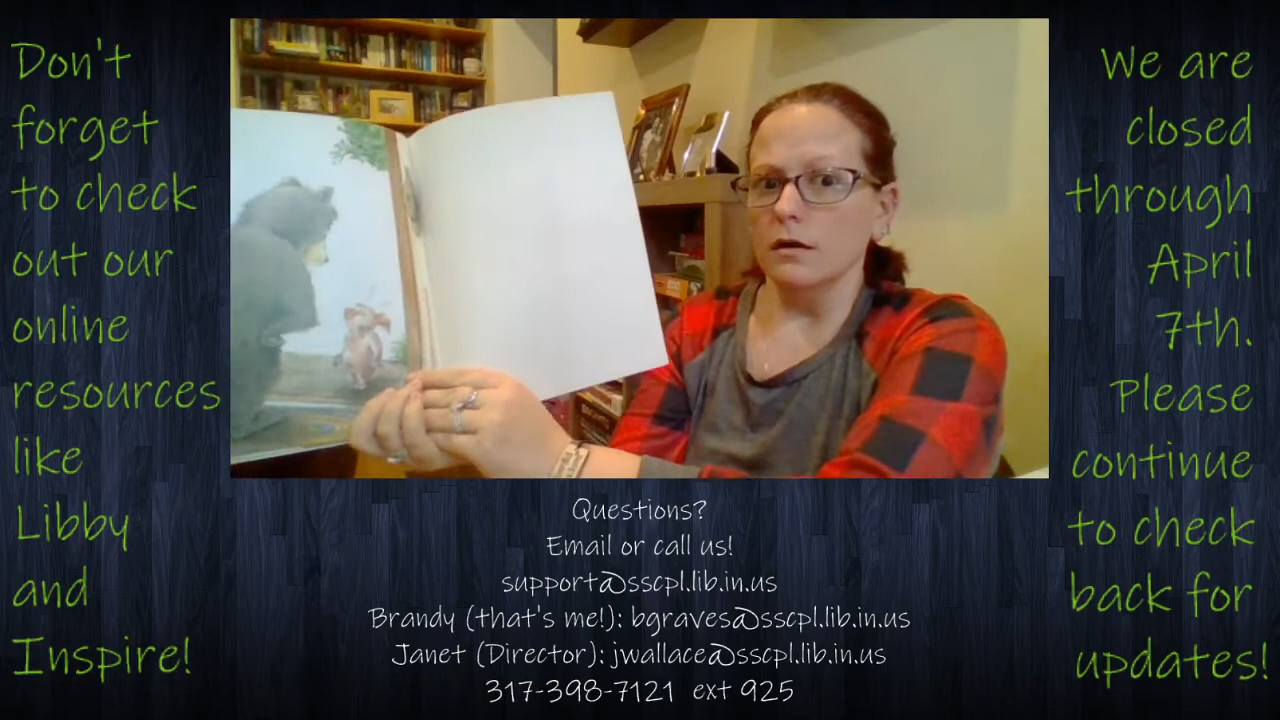 Don't
forget
to check
out our
online
resources
like
Libby
and
Inspire!
We are
closed
through
April
7th.
Please
continue
to check
back for
updates!
Questions?
Email or call us!
support@sscpl.lib.in.us
Brandy (that's me!): bgraves@sscpl.lib.in.us
Janet (Director): jwallace@sscpl.lib.in.us
317-398-7121 ext 925